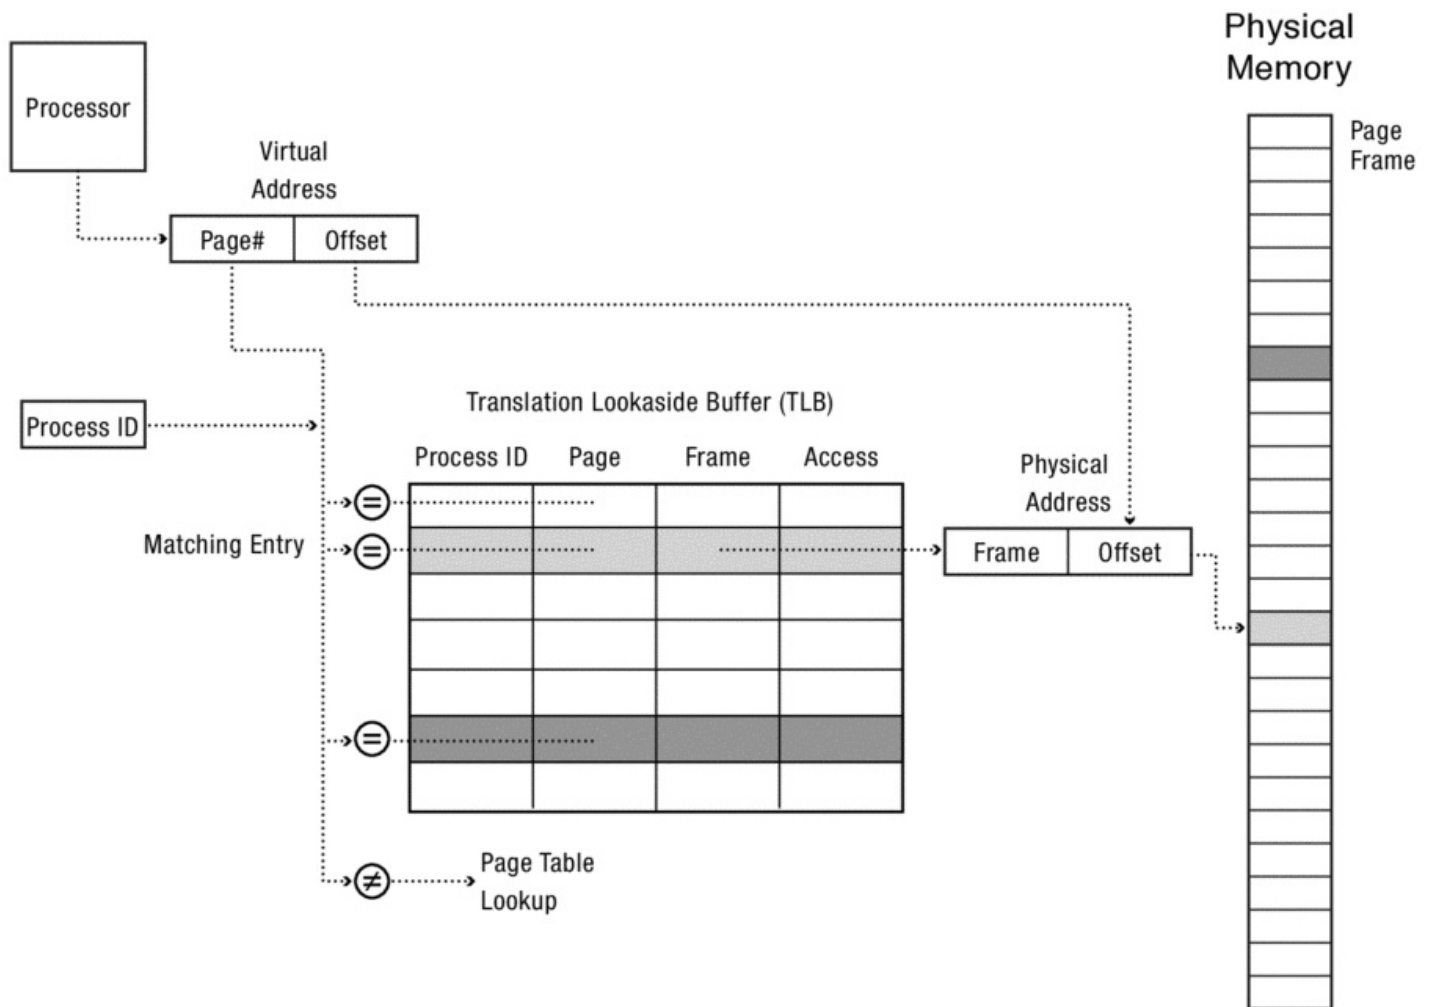 Physical
Memory
Processor
Page
Frame
Virtual
Address
Page# Offset
Translation Lookaside Buffer (TLB)
Process ID
Process ID Page Frame Access
Physical
Address
=
Matching Entry
=
Frame Offset
=
≠
Page Table
Lookup